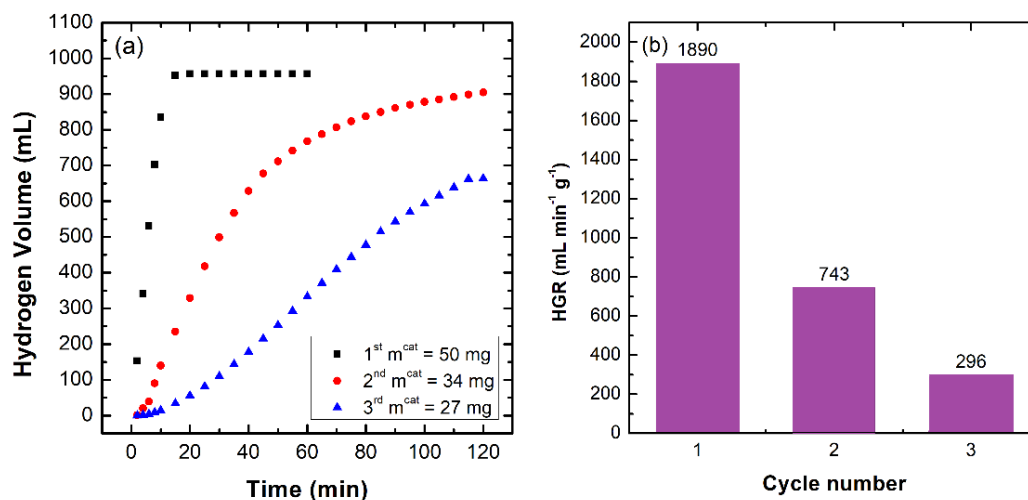 (a)
1100
1000
900
800
700
600
500
400
300
200
100
0
Hydrogen Volume (mL)
0 20 40 60 80 100 120
Time (min)
1st mcat = 50 mg
2nd mcat = 34 mg
3rd mcat = 27 mg
(b)
2000
1800
1600
1400
1200
1000
800
600
400
200
0
HGR (mL min-1 g-1)
1890
743
296
1 2 3
Cycle number